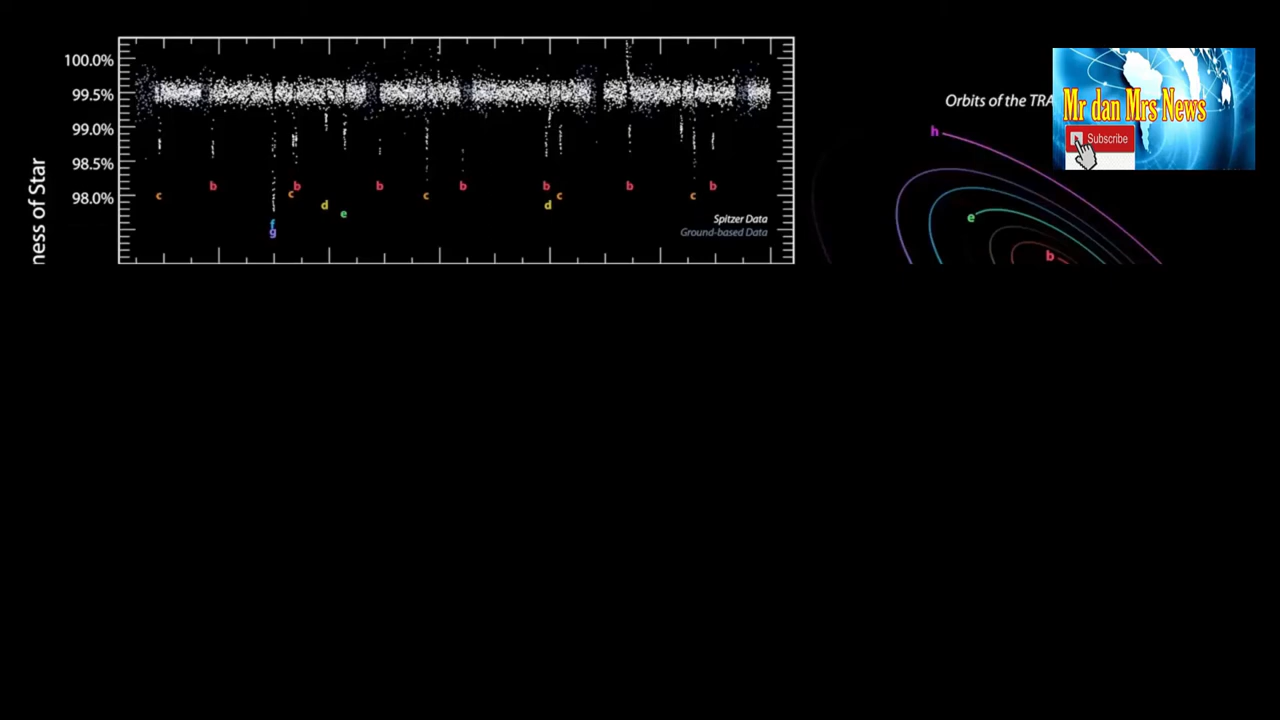 100.0%
99.5%
99.0%
98.5%
98.0%
ness of Star
c
b
f
g
c
b
d
e
b
c
b
b
d
c
b
c
b
Spitzer Data
Ground-based Data
Orbits of the TRA
h
e
b
Mr dan Mrs News
Subscribe